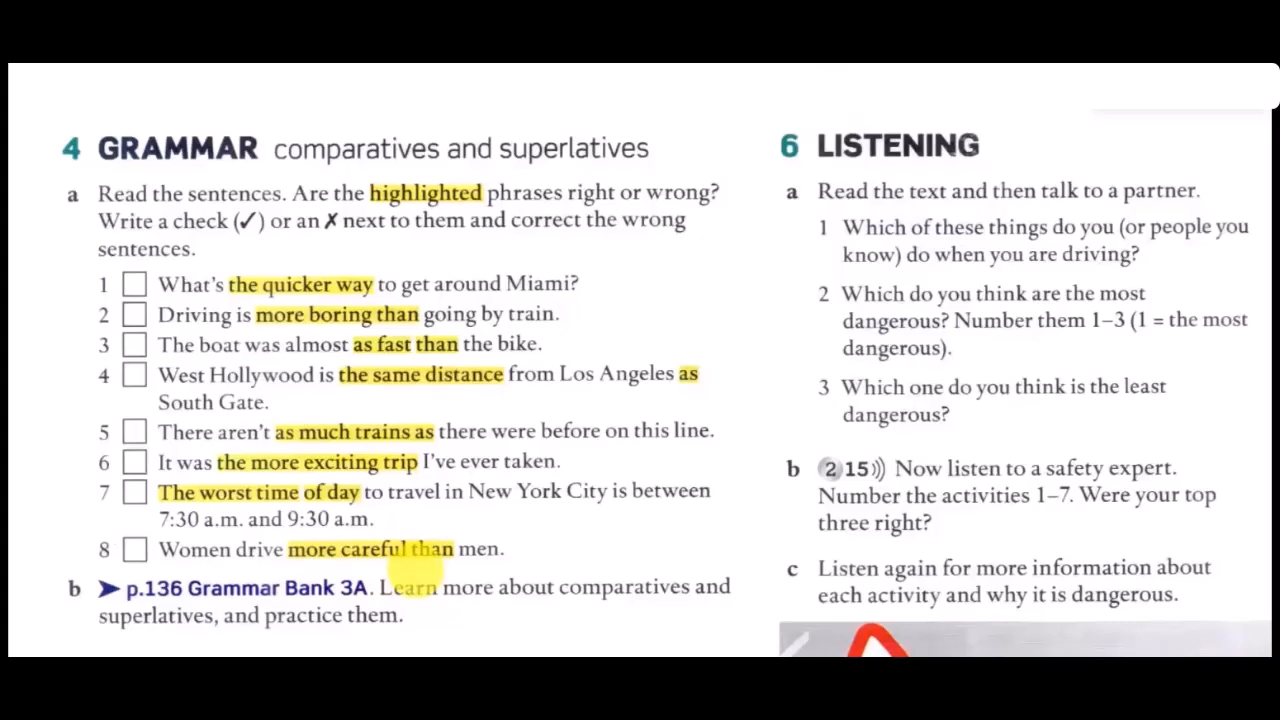 4 GRAMMAR comparatives and superlatives
a Read the sentences. Are the highlighted phrases right or wrong?
Write a check (✓) or an ✗ next to them and correct the wrong
sentences.
1 What's the quicker way to get around Miami?
2 Driving is more boring than going by train.
3 The boat was almost as fast than the bike.
4 West Hollywood is the same distance from Los Angeles as
South Gate.
5 There aren't as much trains as there were before on this line.
6 It was the more exciting trip I've ever taken.
7 The worst time of day to travel in New York City is between
7:30 a.m. and 9:30 a.m.
8 Women drive more careful than men.
b ➤ p.136 Grammar Bank 3A. Learn more about comparatives and
superlatives, and practice them.
6 LISTENING
a Read the text and then talk to a partner.
1 Which of these things do you (or people you
know) do when you are driving?
2 Which do you think are the most
dangerous? Number them 1–3 (1 = the most
dangerous).
3 Which one do you think is the least
dangerous?
b 2 15))) Now listen to a safety expert.
Number the activities 1–7. Were your top
three right?
c Listen again for more information about
each activity and why it is dangerous.